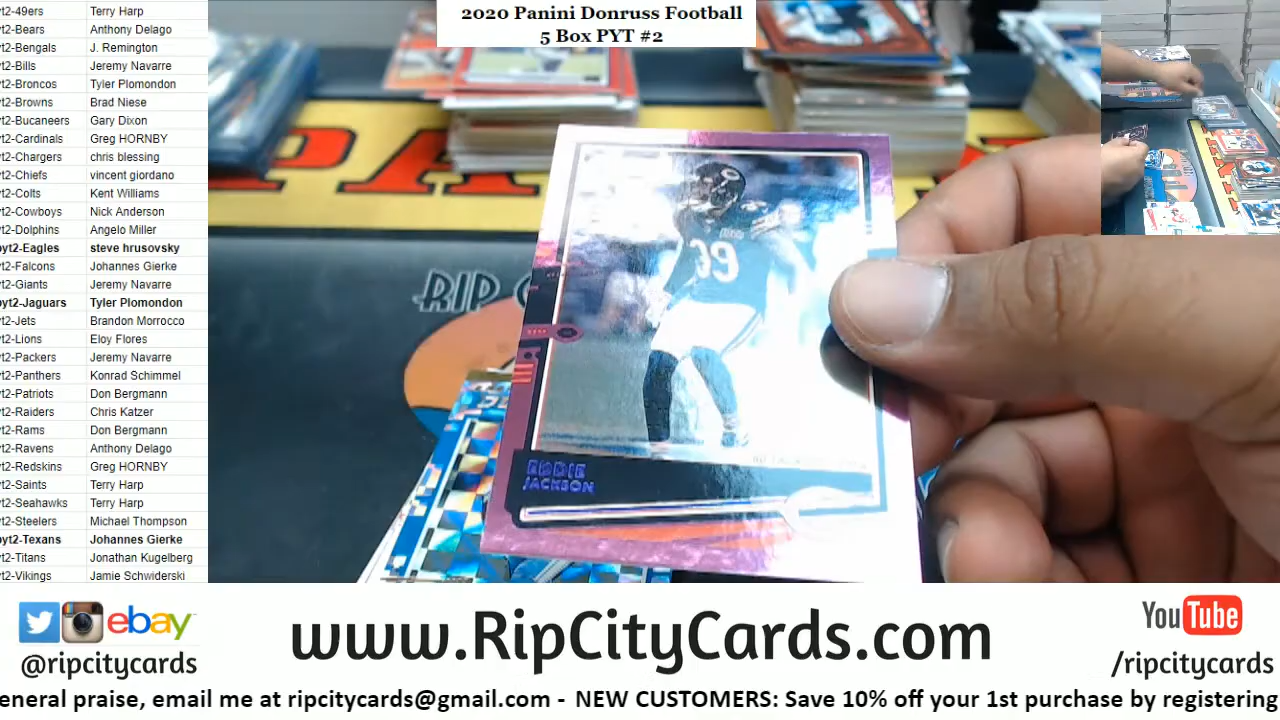 2020 Panini Donruss Football
5 Box PYT #2
yt2-49ers Terry Harp
yt2-Bears Anthony Delago
yt2-Bengals J. Remington
yt2-Bills Jeremy Navarre
yt2-Broncos Tyler Plomondon
yt2-Browns Brad Niese
yt2-Bucaneers Gary Dixon
yt2-Cardinals Greg HORNBY
yt2-Chargers chris blessing
yt2-Chiefs vincent giordano
yt2-Colts Kent Williams
yt2-Cowboys Nick Anderson
yt2-Dolphins Angelo Miller
pyt2-Eagles steve hrusovsky
yt2-Falcons Johannes Gierke
yt2-Giants Jeremy Navarre
pyt2-Jaguars Tyler Plomondon
yt2-Jets Brandon Morrocco
yt2-Lions Eloy Flores
yt2-Packers Jeremy Navarre
yt2-Panthers Konrad Schimmel
yt2-Patriots Don Bergmann
yt2-Raiders Chris Katzer
yt2-Rams Don Bergmann
yt2-Ravens Anthony Delago
yt2-Redskins Greg HORNBY
yt2-Saints Terry Harp
yt2-Seahawks Terry Harp
yt2-Steelers Michael Thompson
pyt2-Texans Johannes Gierke
yt2-Titans Jonathan Kugelberg
yt2-Vikings Jamie Schwiderski
RIP
39
EDDIE
JACKSON
ebay
@ripcitycards
www.RipCityCards.com
YouTube
/ripcitycards
eneral praise, email me at ripcitycards@gmail.com - NEW CUSTOMERS: Save 10% off your 1st purchase by registering